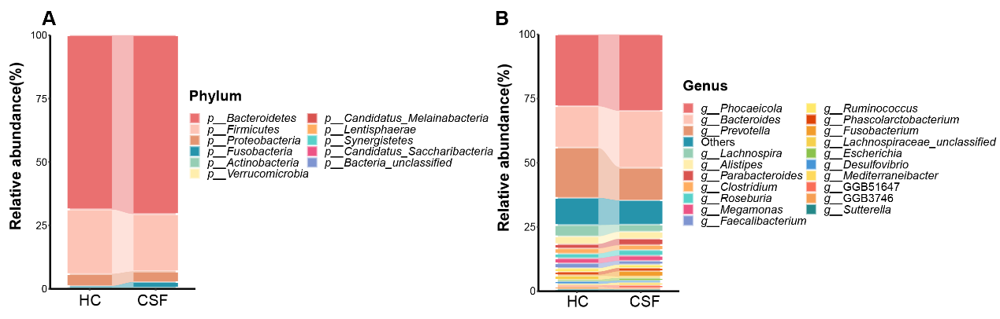 A
Relative abundance(%)
100
75
50
25
0
HC
CSF
Phylum
p__Bacteroidetes
p__Firmicutes
p__Proteobacteria
p__Fusobacteria
p__Actinobacteria
p__Verrucomicrobia
p__Candidatus_Melainabacteria
p__Lentisphaerae
p__Synergistetes
p__Candidatus_Saccharibacteria
p__Bacteria_unclassified
B
Relative abundance(%)
100
75
50
25
0
HC
CSF
Genus
g__Phocaeicola
g__Bacteroides
g__Prevotella
Others
g__Lachnospira
g__Alistipes
g__Parabacteroides
g__Clostridium
g__Roseburia
g__Megamonas
g__Faecalibacterium
g__Ruminococcus
g__Phascolarctobacterium
g__Fusobacterium
g__Lachnospiraceae_unclassified
g__Escherichia
g__Desulfovibrio
g__Mediterraneibacter
g__GGB51647
g__GGB3746
g__Sutterella